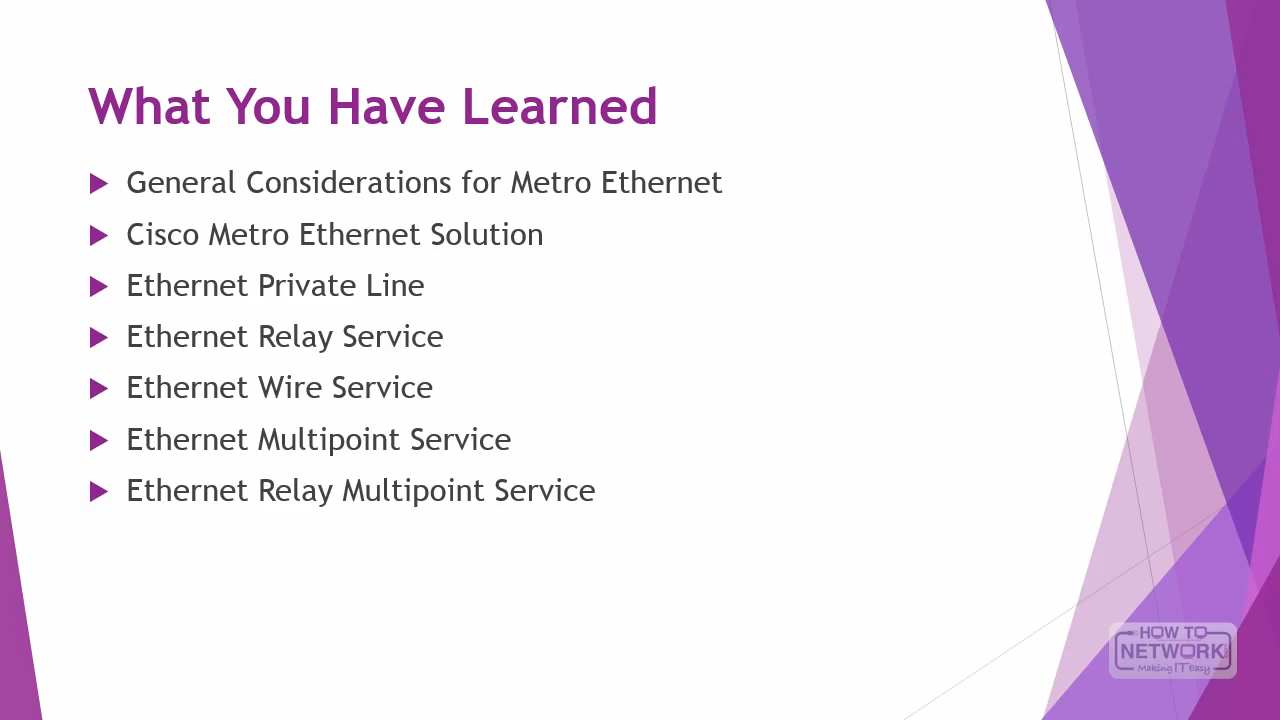 What You Have Learned
General Considerations for Metro Ethernet
Cisco Metro Ethernet Solution
Ethernet Private Line
Ethernet Relay Service
Ethernet Wire Service
Ethernet Multipoint Service
Ethernet Relay Multipoint Service
HOW TO
NETWORK
Making IT Easy